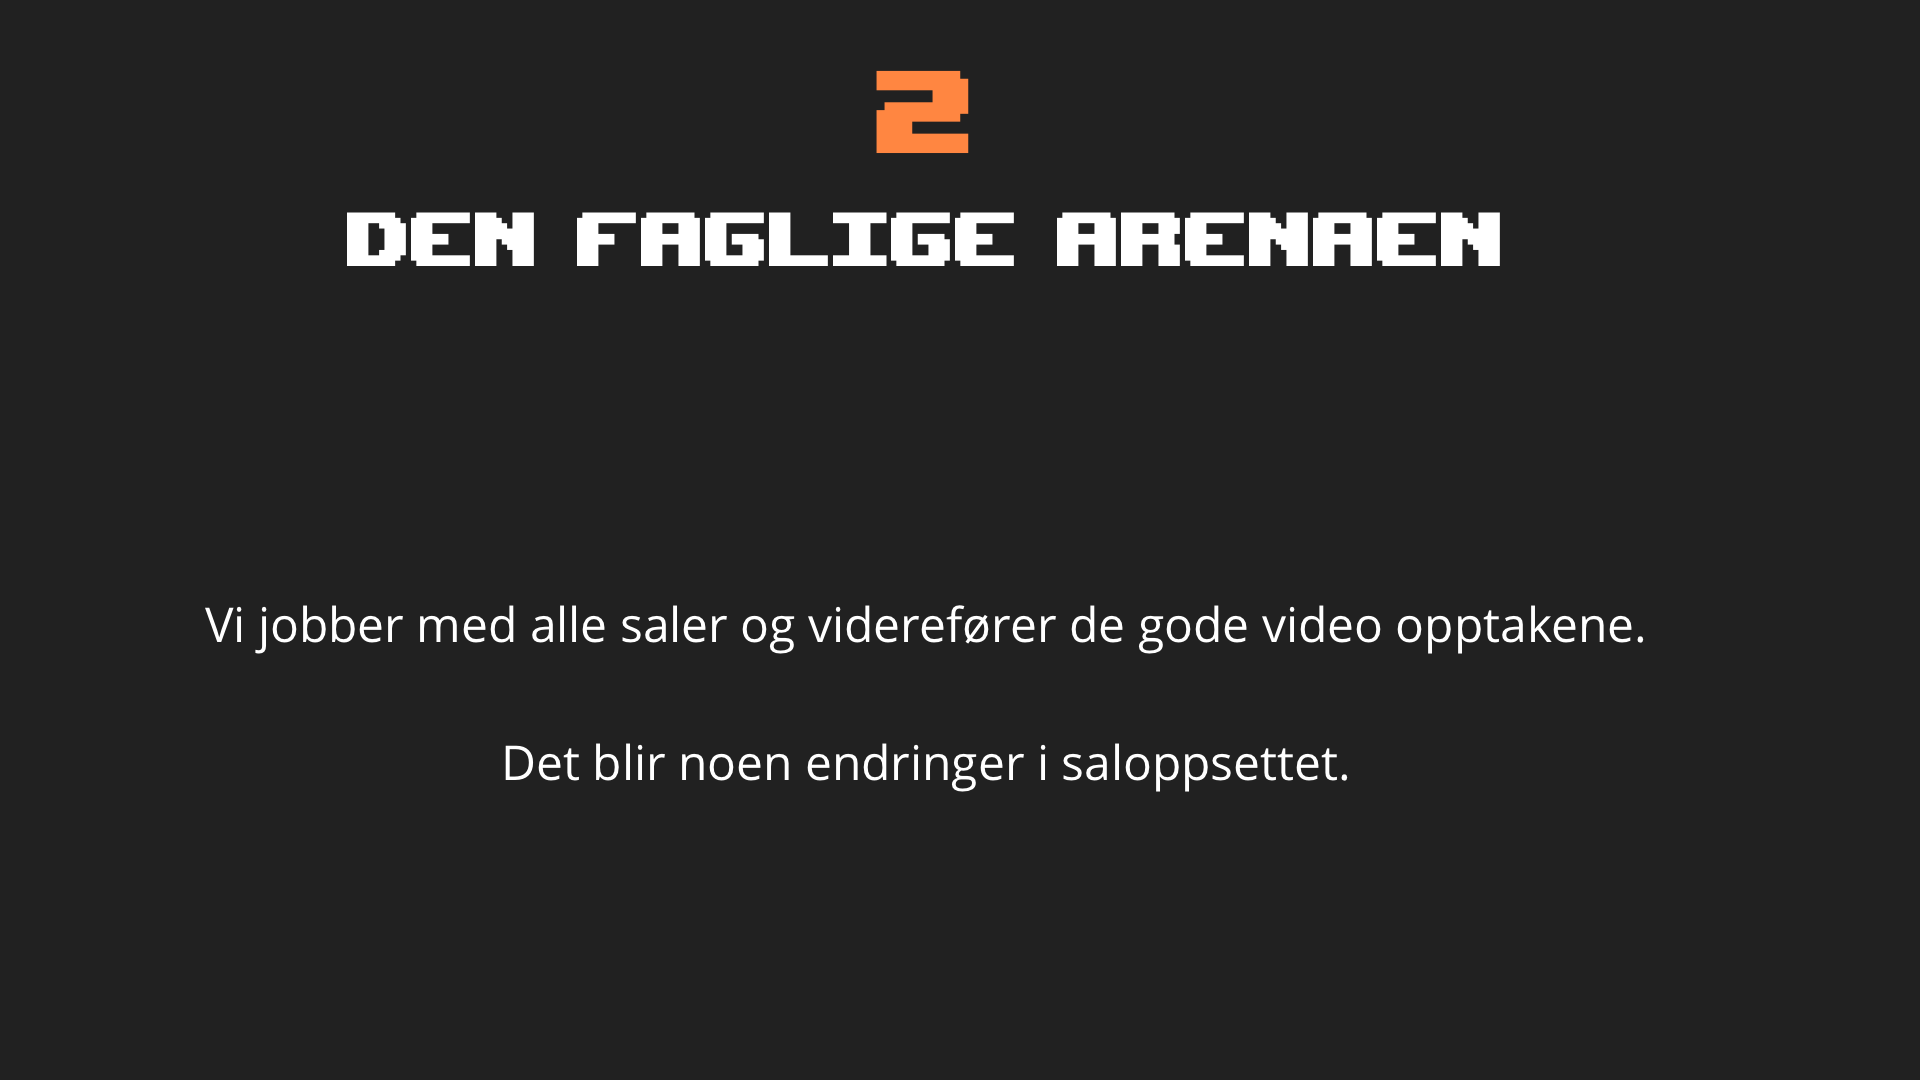 2
DEN FAGLIGE ARENAEN
Vi jobber med alle saler og viderefører de gode video opptakene.
Det blir noen endringer i saloppsettet.